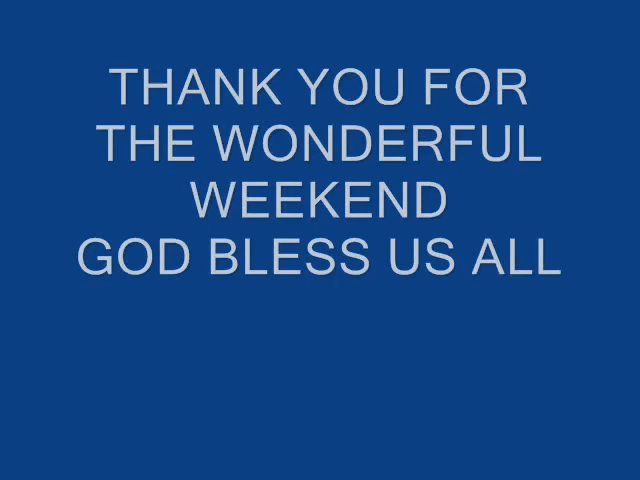 THANK YOU FOR
THE WONDERFUL
WEEKEND
GOD BLESS US ALL